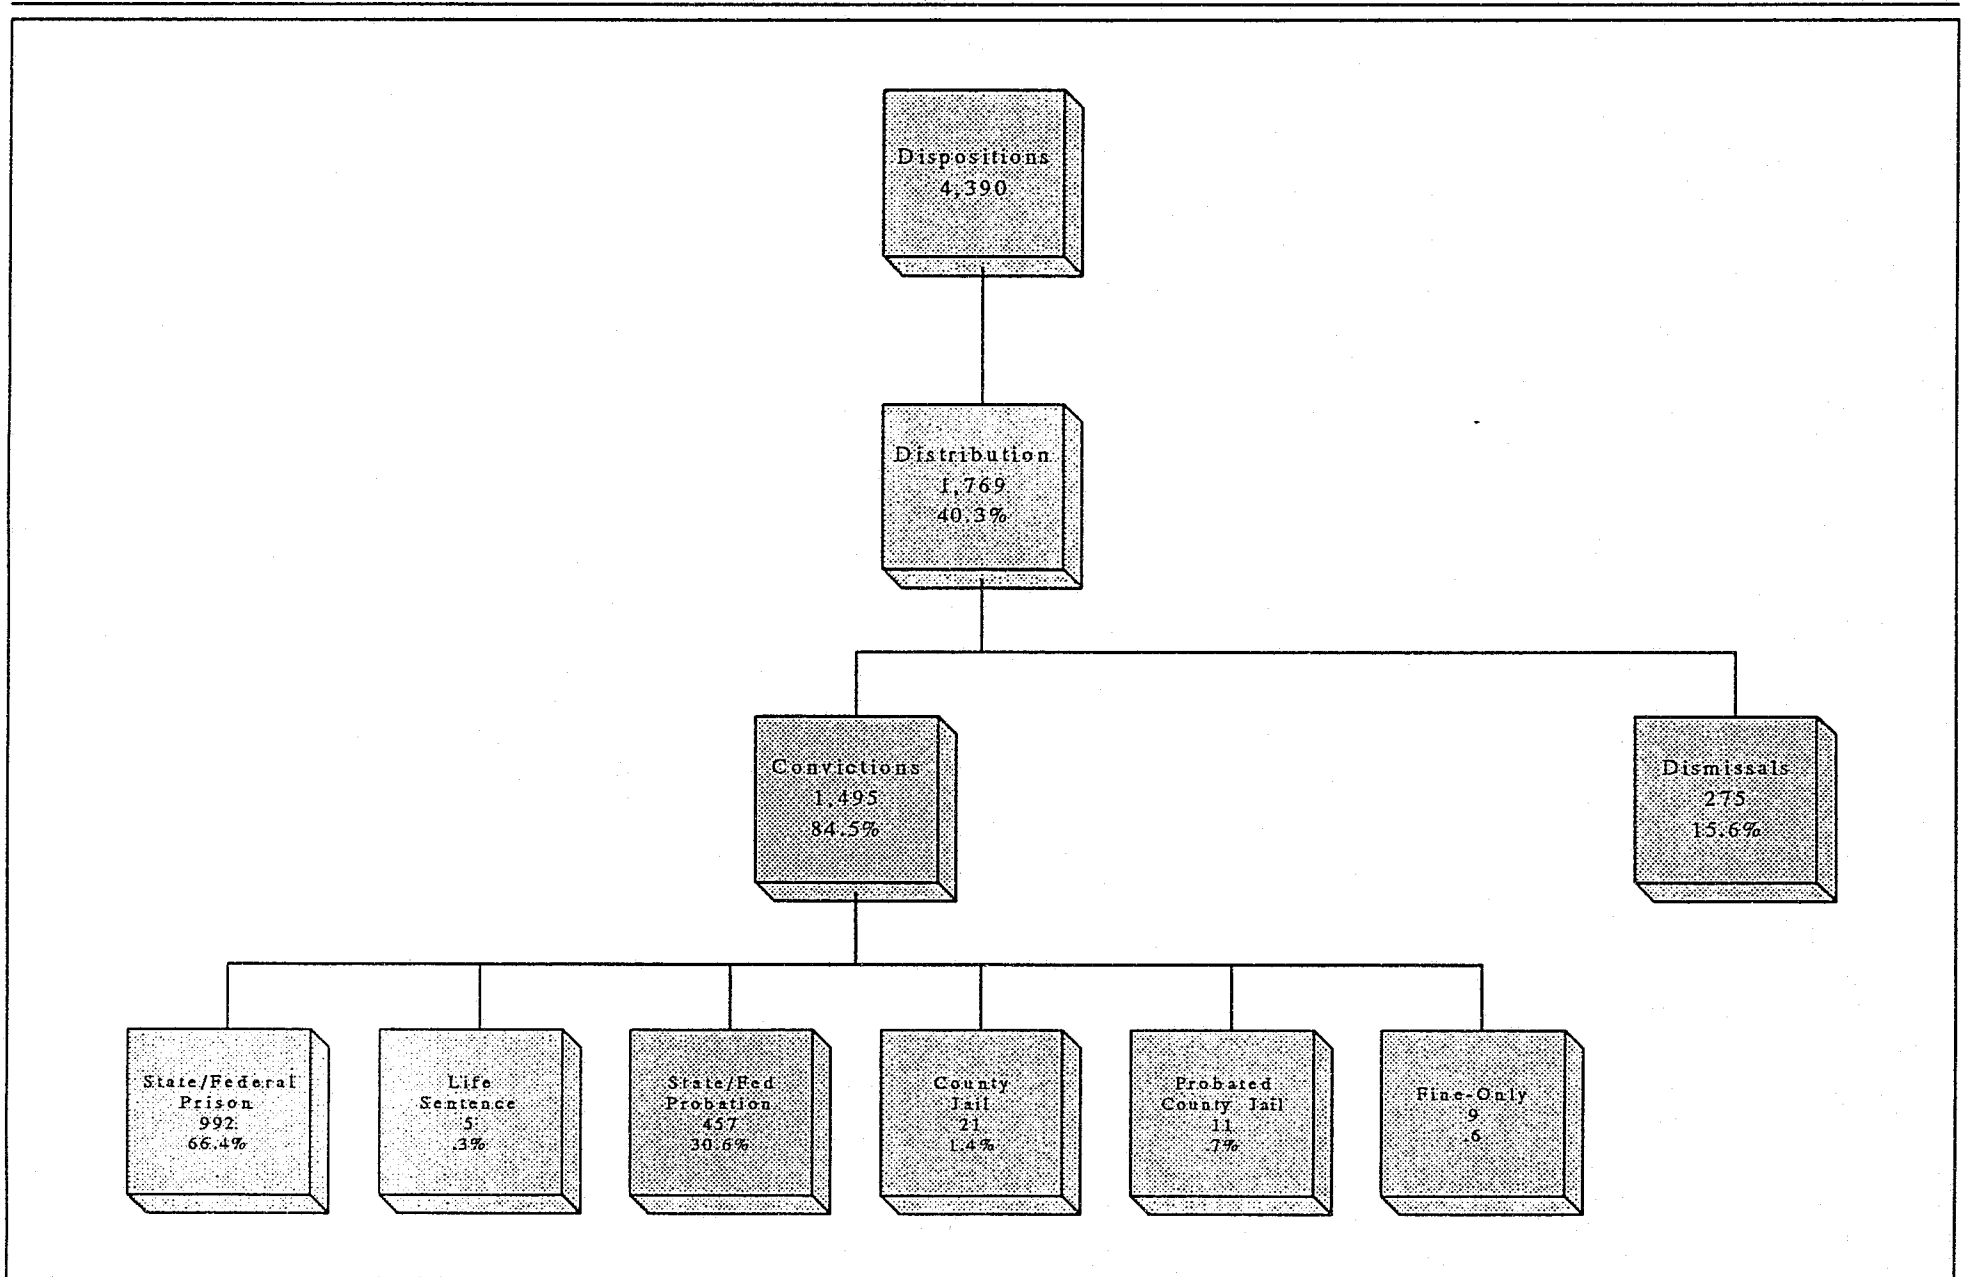 Dispositions
4,390
Distribution
1,769
40.3%
Convictions
1,495
84.5%
Dismissals
275
15.6%
State/Federal
Prison
992
66.4%
Life
Sentence
5
.3%
State/Fed
Probation
457
30.6%
County
Jail
21
1.4%
Probated
County Jail
11
.7%
Fine-Only
9
.6